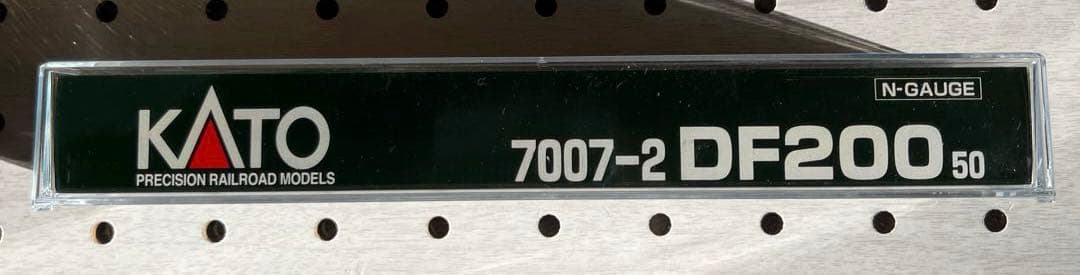 KATO
PRECISION RAILROAD MODELS
N-GAUGE
7007-2 DF200 50